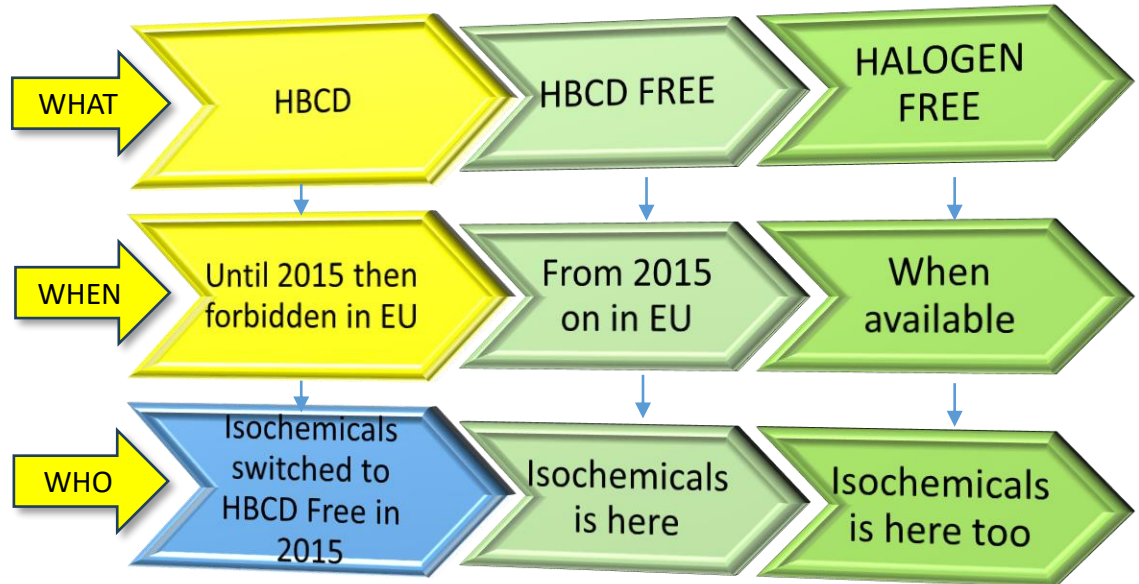 WHAT
HBCD
HBCD FREE
HALOGEN
FREE
WHEN
Until 2015 then
forbidden in EU
From 2015
on in EU
When
available
WHO
Isochemicals
switched to
HBCD Free in
2015
Isochemicals
is here
Isochemicals
is here too